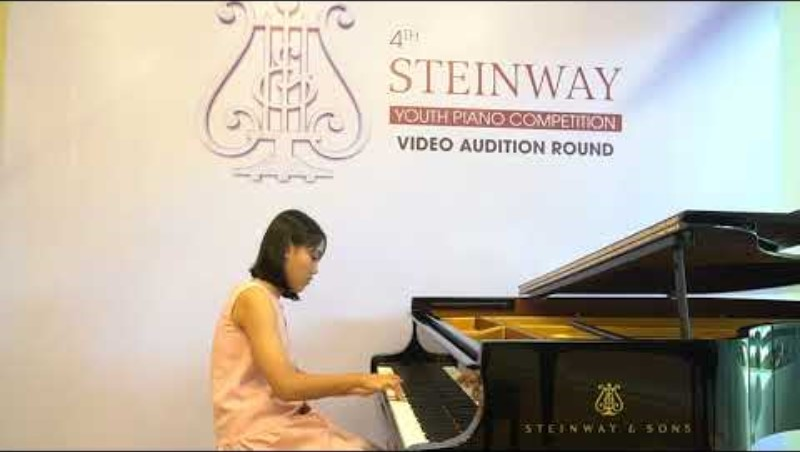 4TH
STEINWAY
YOUTH PIANO COMPETITION
VIDEO AUDITION ROUND
STEINWAY & SONS